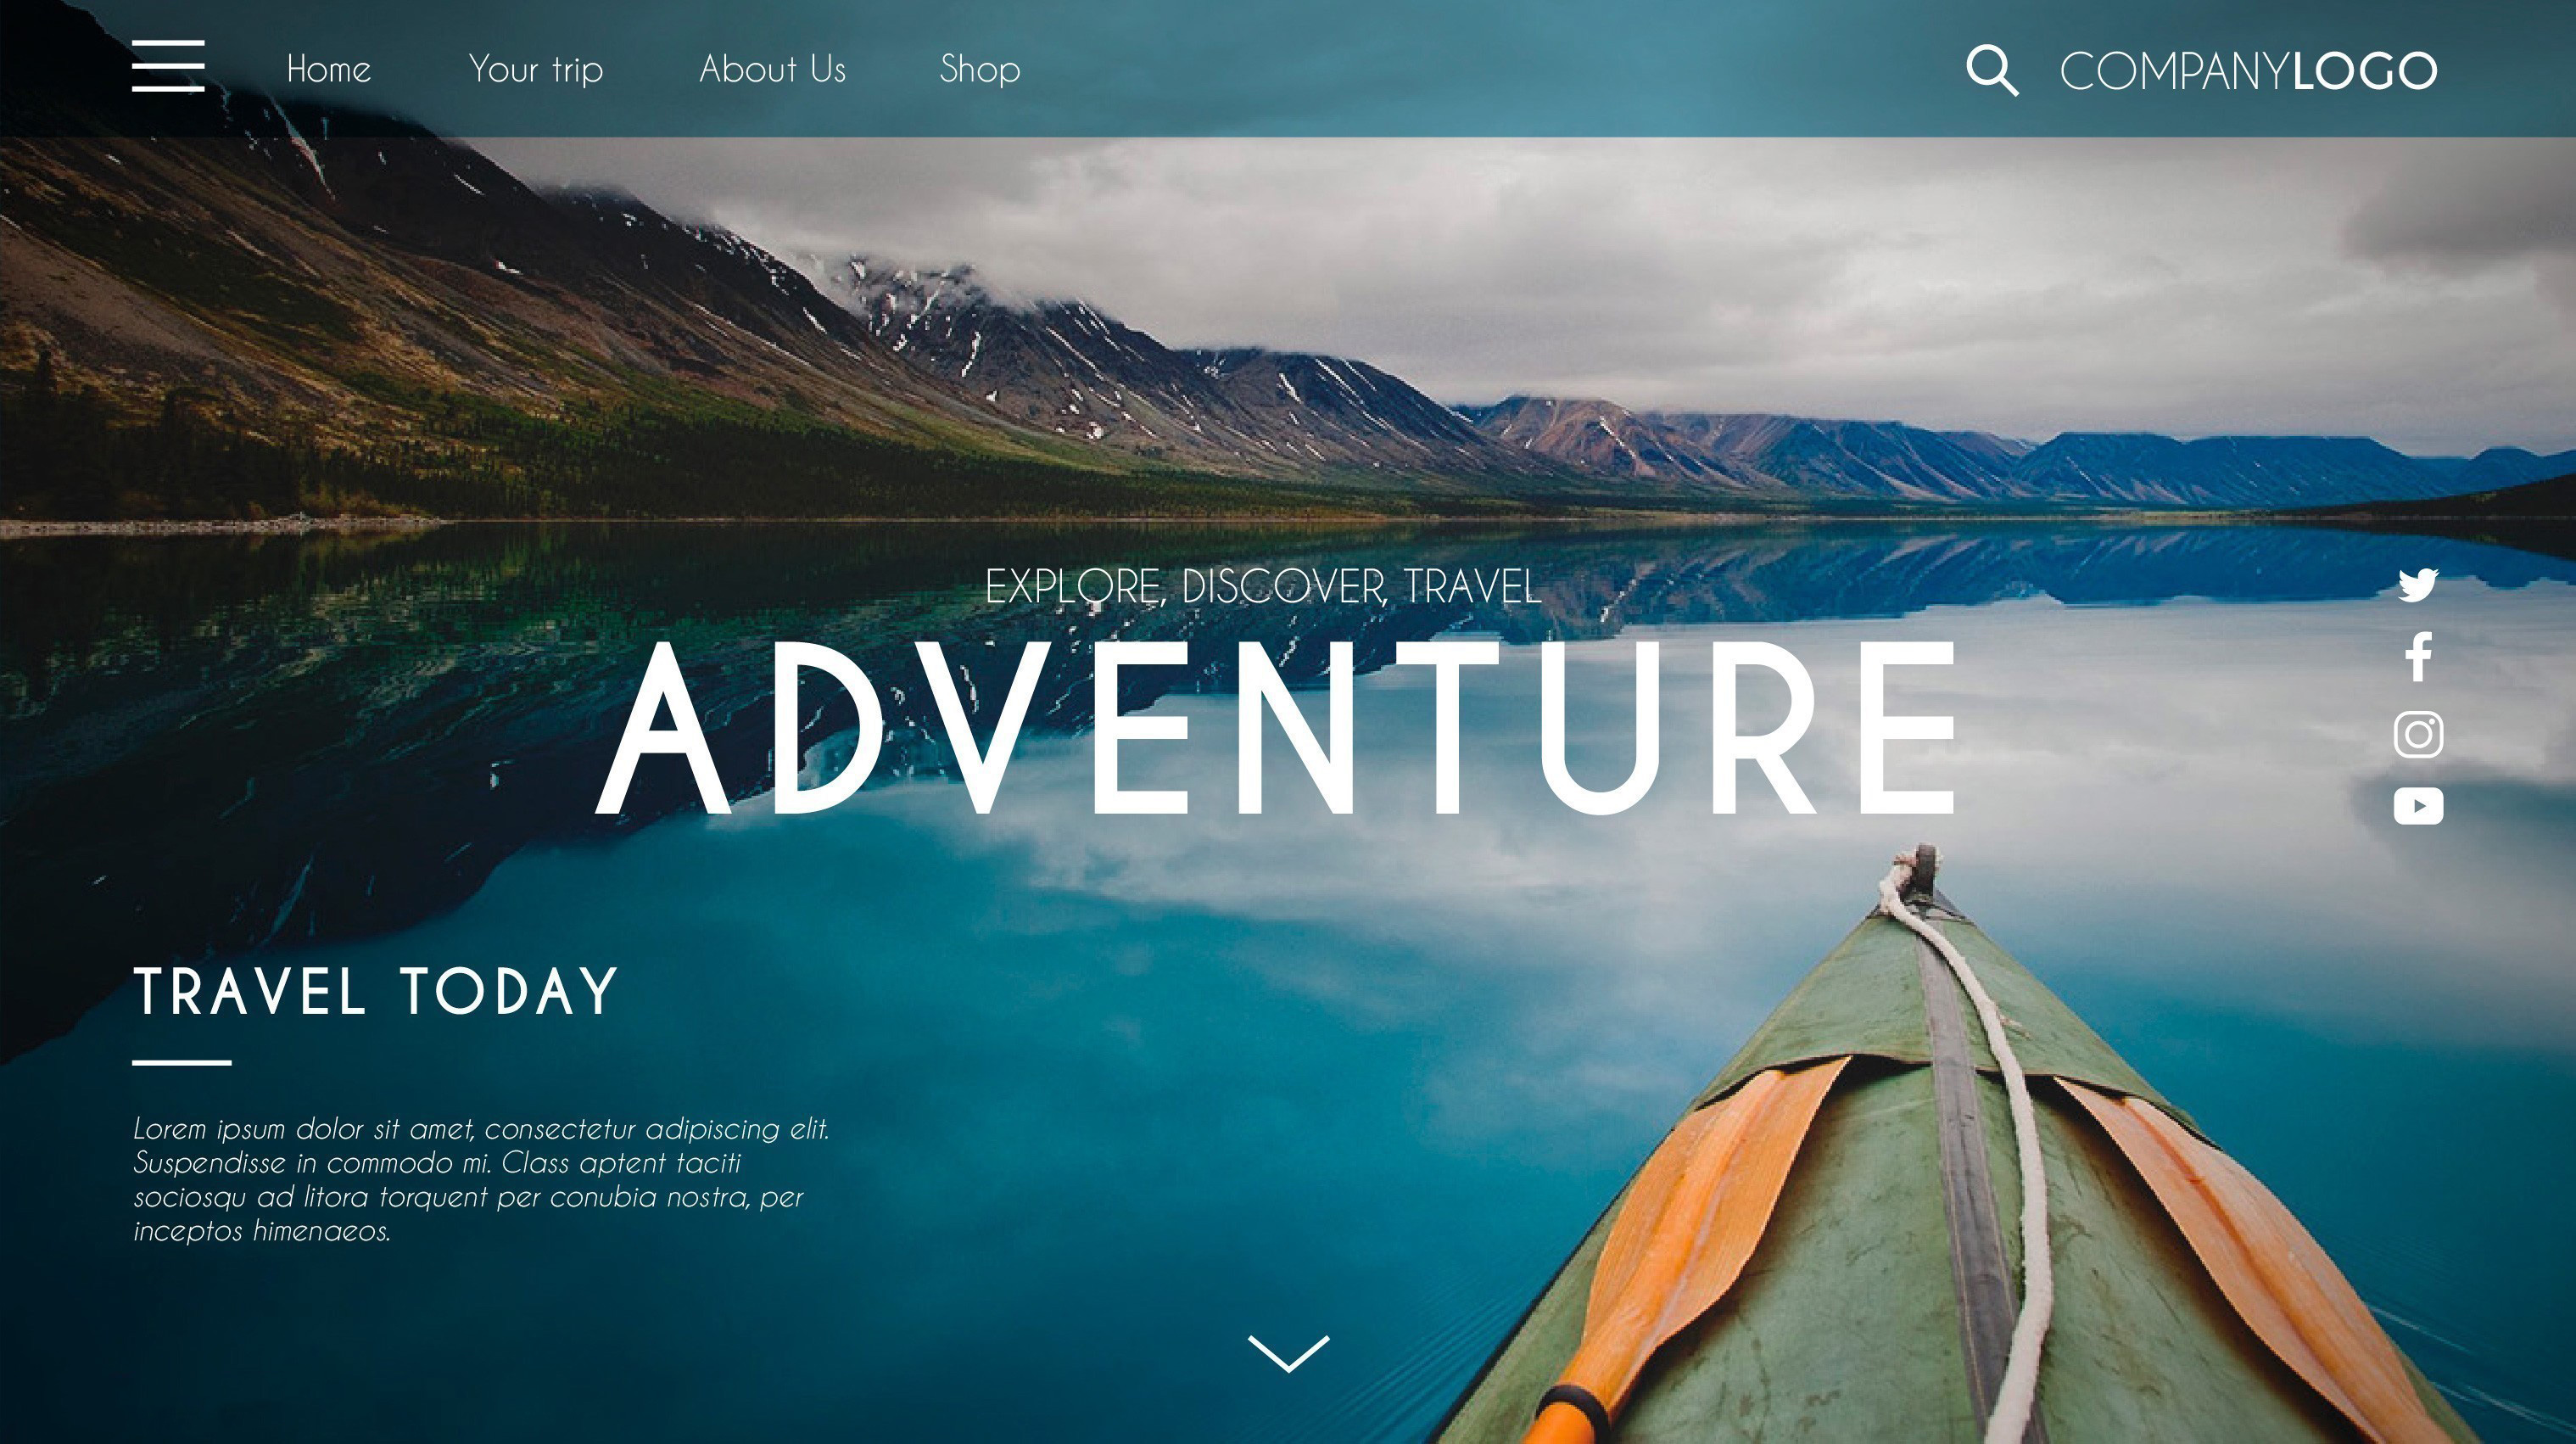 Home Your trip About Us Shop COMPANYLOGO
EXPLORE, DISCOVER, TRAVEL
ADVENTURE
TRAVEL TODAY
Lorem ipsum dolor sit amet, consectetur adipiscing elit.
Suspendisse in commodo mi. Class aptent taciti
sociosqu ad litora torquent per conubia nostra, per
inceptos himenaeos.